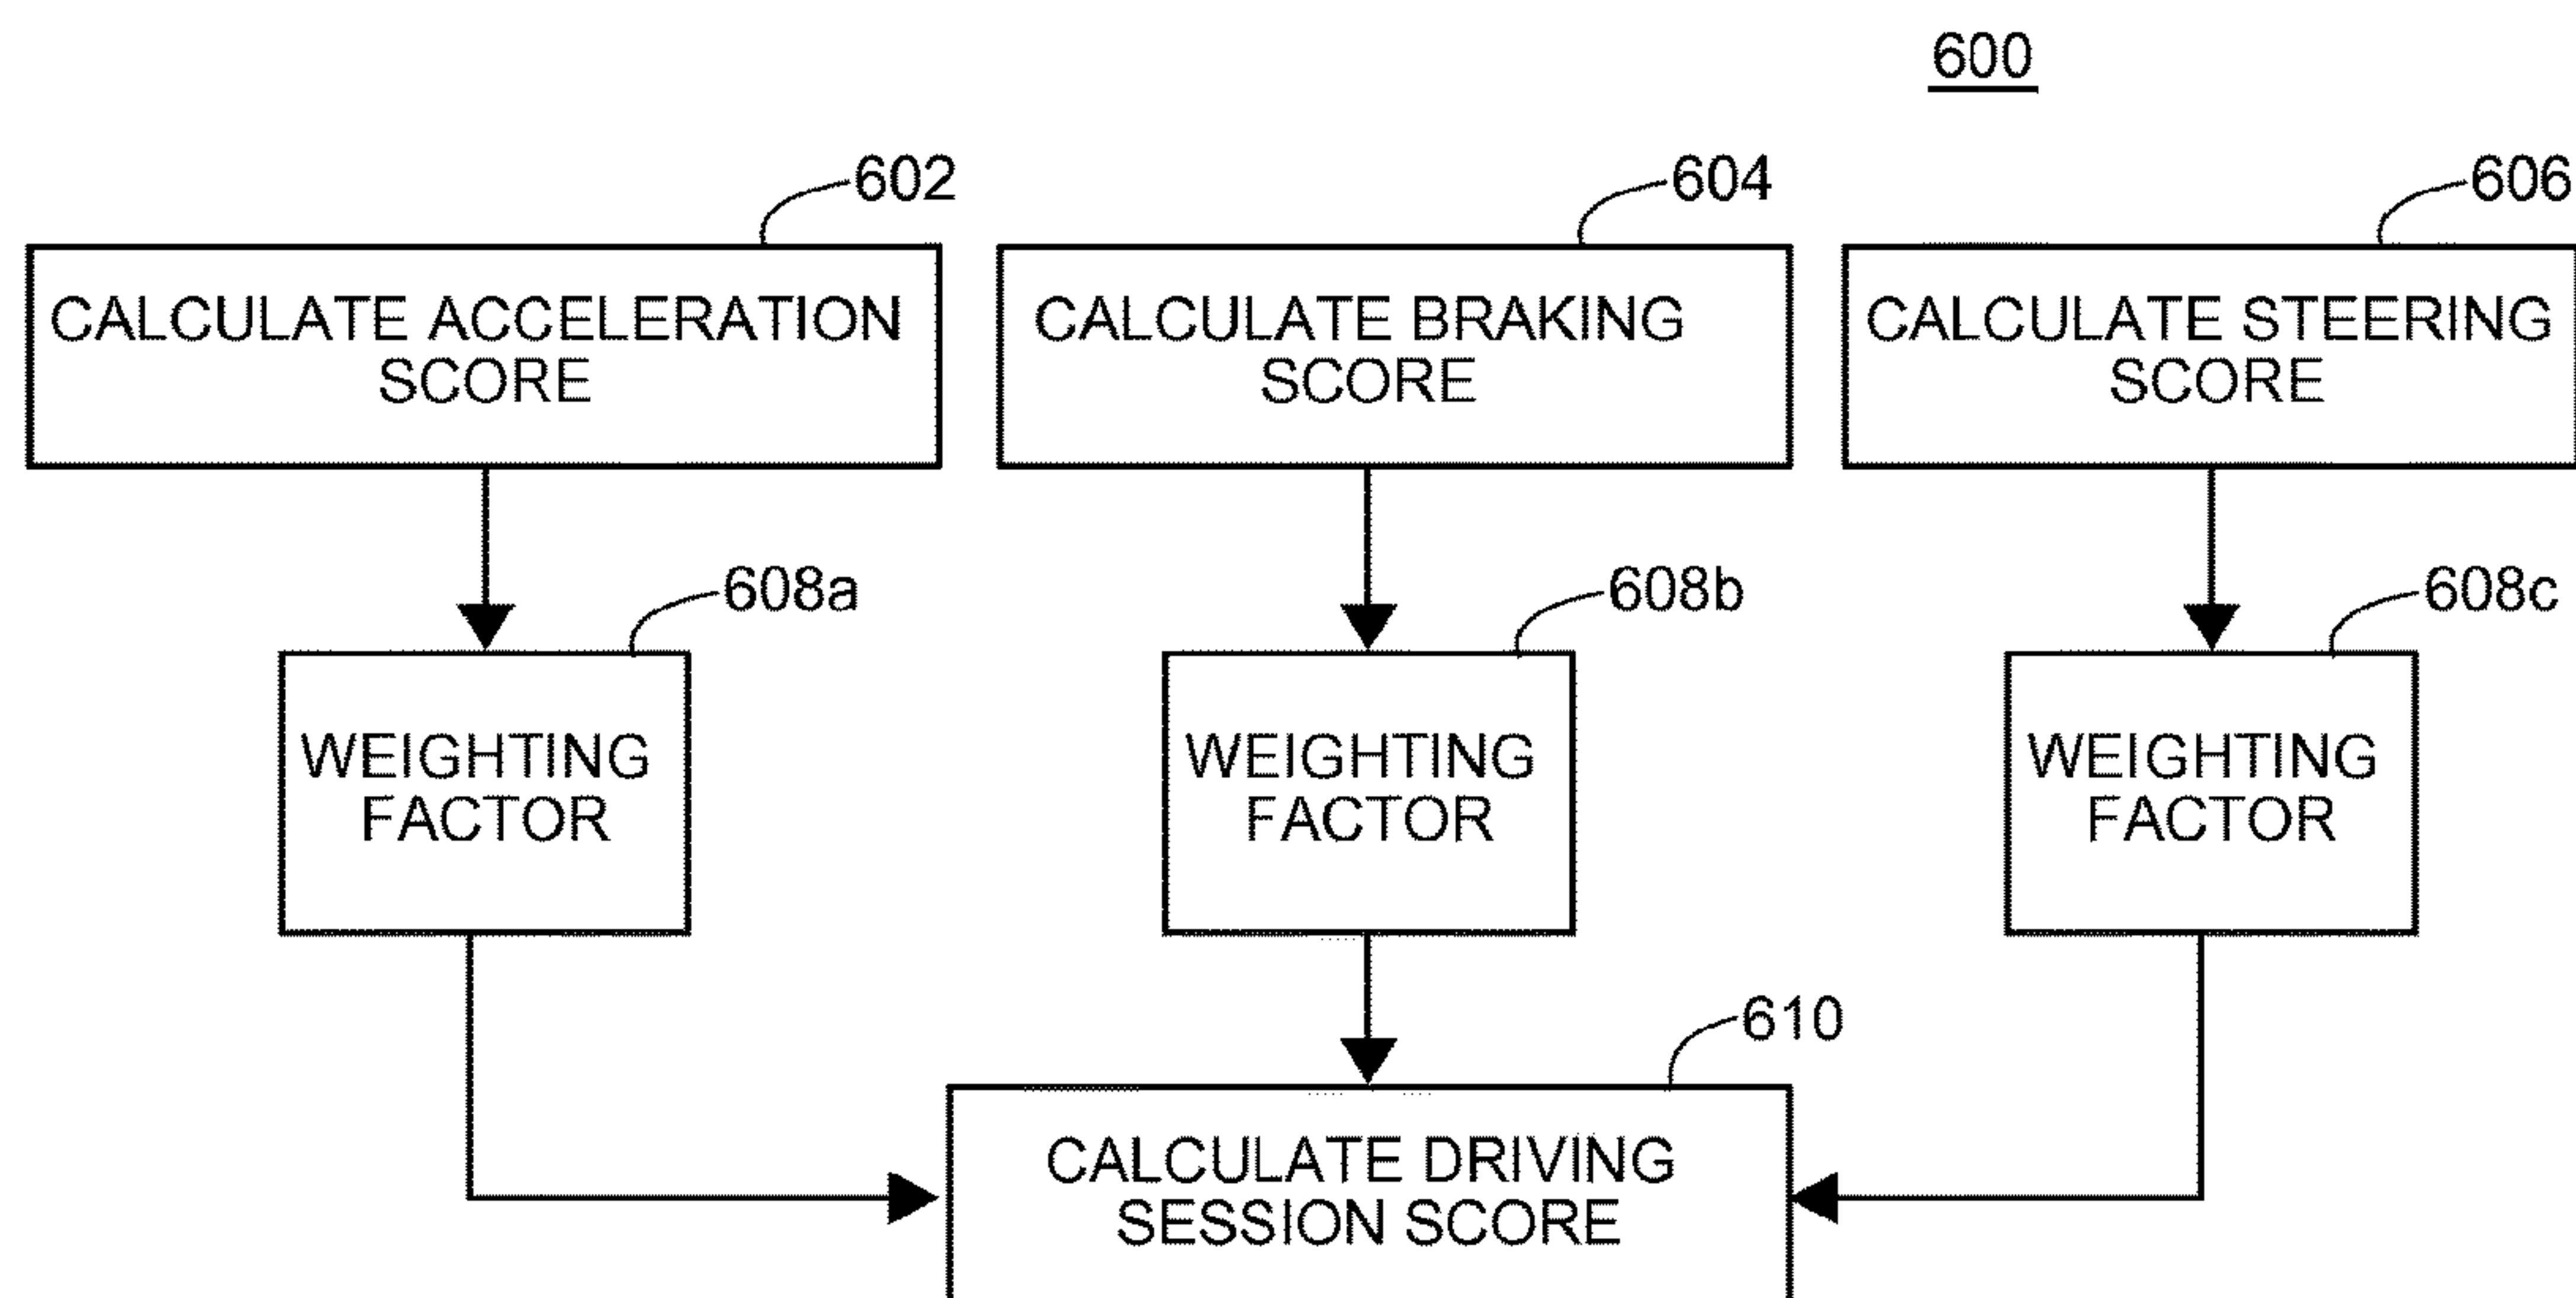 600
602
604
606
CALCULATE ACCELERATION
SCORE
CALCULATE BRAKING
SCORE
CALCULATE STEERING
SCORE
608a
608b
608c
WEIGHTING
FACTOR
WEIGHTING
FACTOR
WEIGHTING
FACTOR
610
CALCULATE DRIVING
SESSION SCORE